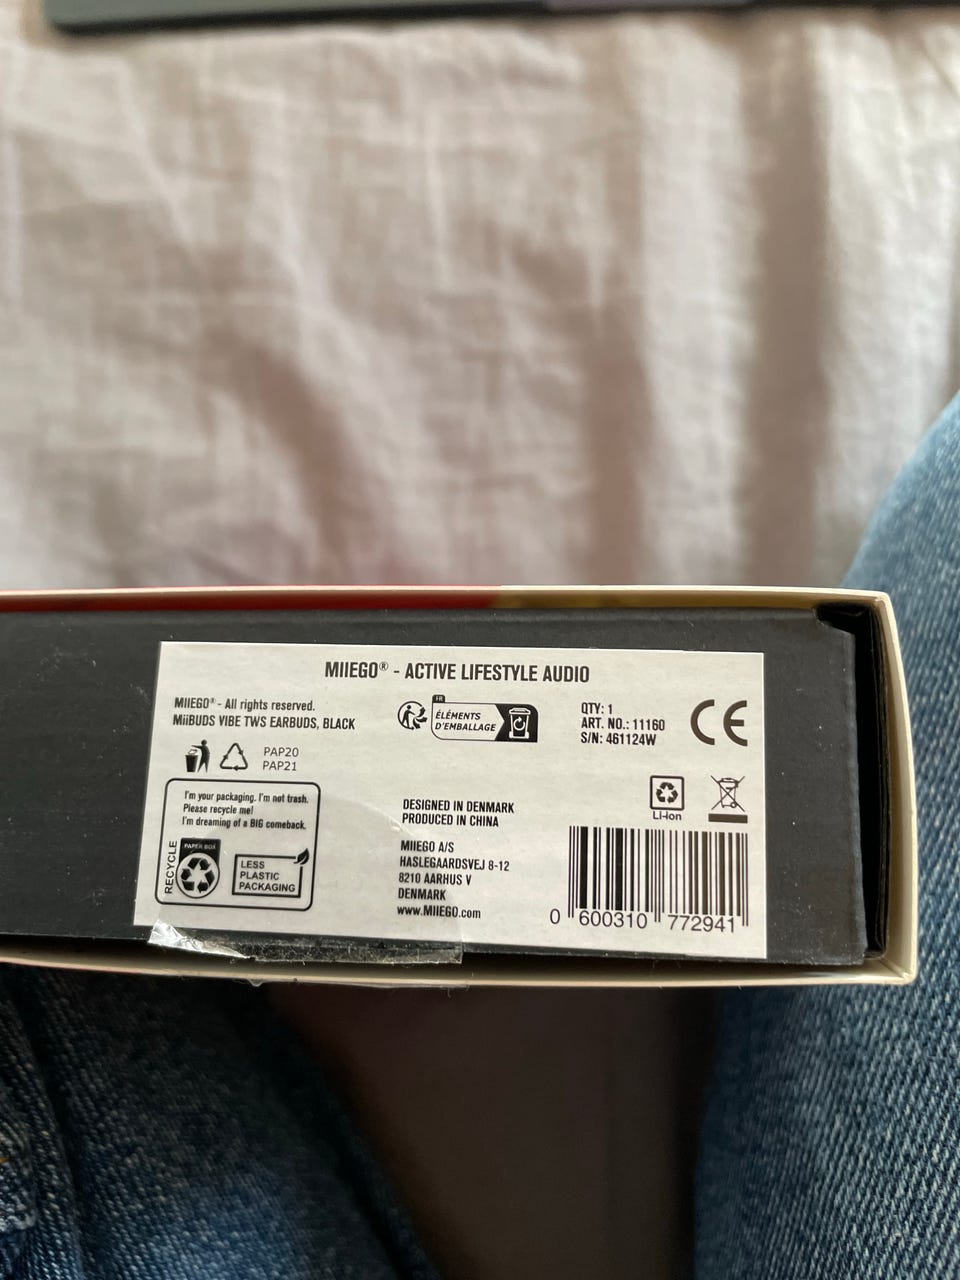 MIIEGO® - ACTIVE LIFESTYLE AUDIO
MIIEGO® - All rights reserved.
MiiBUDS VIBE TWS EARBUDS, BLACK
PAP20
PAP21
I'm your packaging. I'm not trash.
Please recycle me!
I'm dreaming of a BIG comeback.
RECYCLE
PAPER BOX
LESS
PLASTIC
PACKAGING
FR
ÉLÉMENTS
D'EMBALLAGE
DESIGNED IN DENMARK
PRODUCED IN CHINA
MIIEGO A/S
HASLEGAARDSVEJ 8-12
8210 AARHUS V
DENMARK
www.MIIEGO.com
QTY: 1
ART. NO.: 11160
S/N: 461124W
CE
Li-ion
0 600310 772941